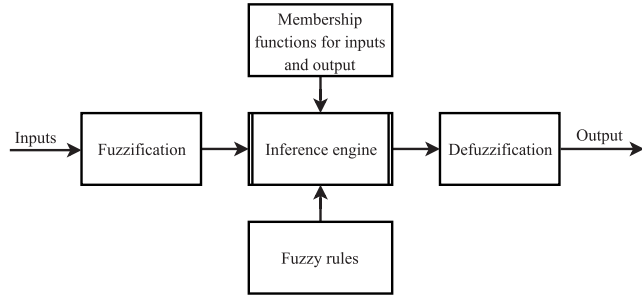 Membership
functions for inputs
and output
Inputs
Fuzzification
Inference engine
Defuzzification
Output
Fuzzy rules